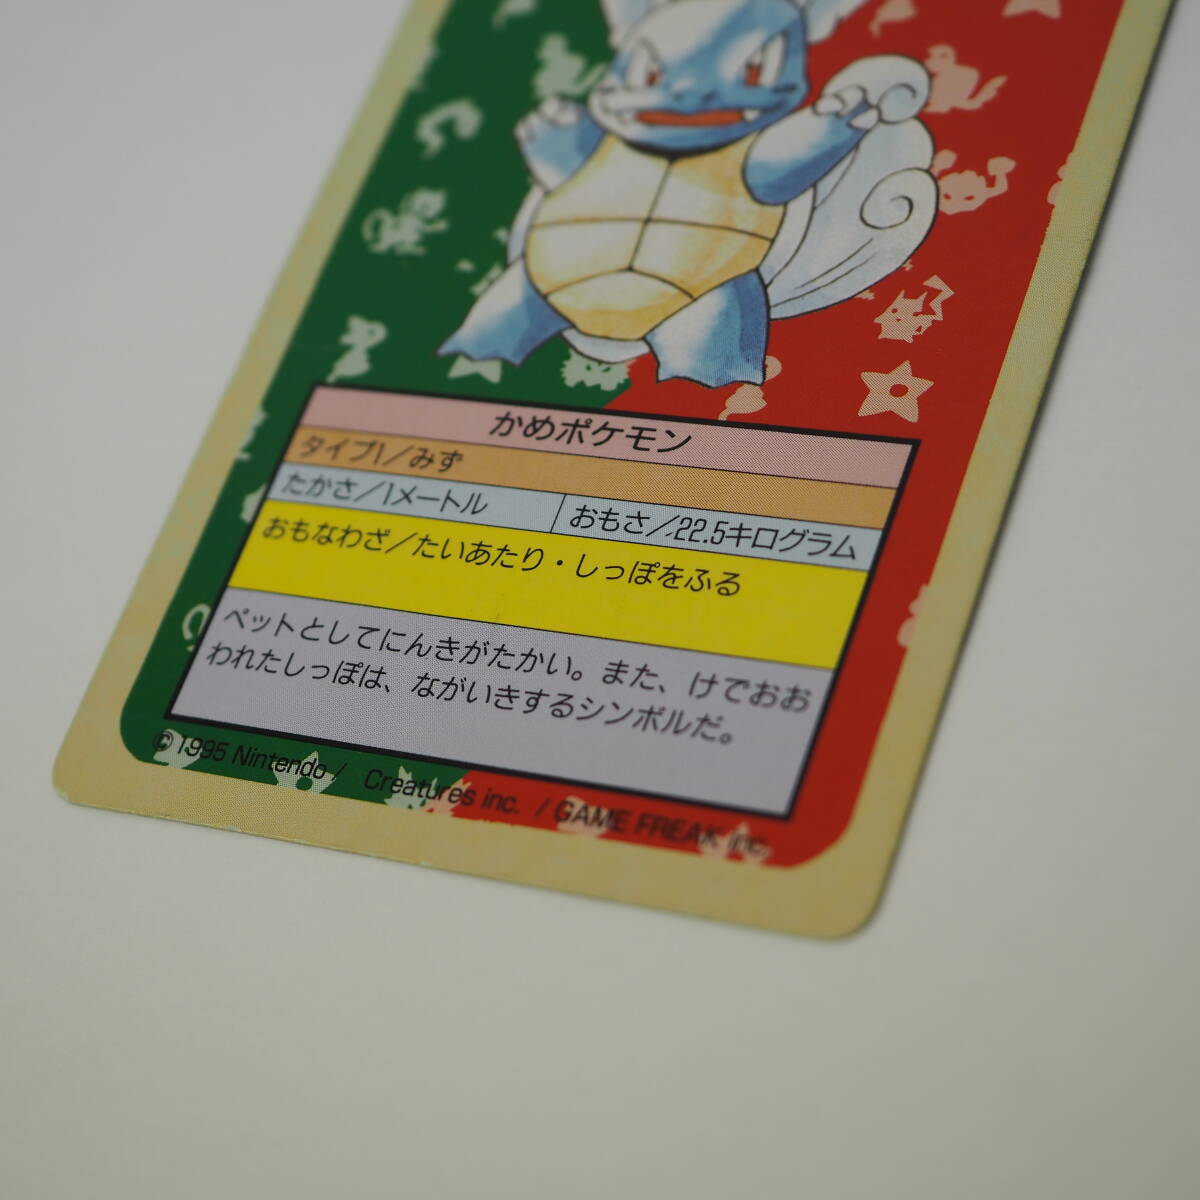 かめポケモン
タイプ1／みず
たかさ／1メートル
おもさ／22.5キログラム
おもなわざ／たいあたり・しっぽをふる
ペットとしてにんきがたかい。また、けでおお
われたしっぽは、ながいきするシンボルだ。
©1995 Nintendo / Creatures inc. / GAME FREAK inc.